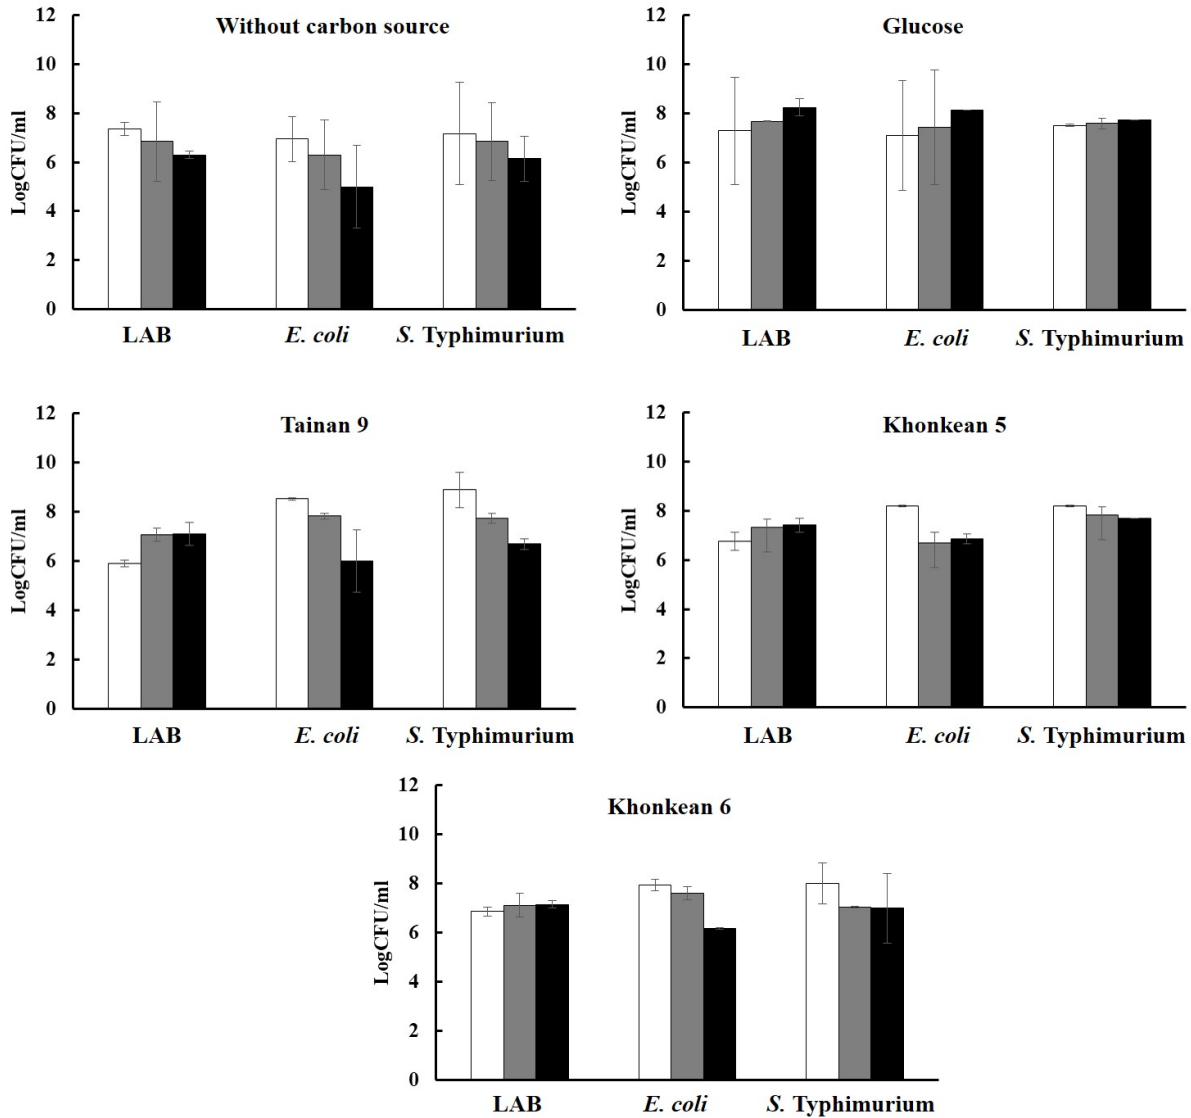 Without carbon source
LogCFU/ml
12
10
8
6
4
2
0
LAB E. coli S. Typhimurium
Glucose
LogCFU/ml
12
10
8
6
4
2
0
LAB E. coli S. Typhimurium
Tainan 9
LogCFU/ml
12
10
8
6
4
2
0
LAB E. coli S. Typhimurium
Khonkean 5
LogCFU/ml
12
10
8
6
4
2
0
LAB E. coli S. Typhimurium
Khonkean 6
LogCFU/ml
12
10
8
6
4
2
0
LAB E. coli S. Typhimurium